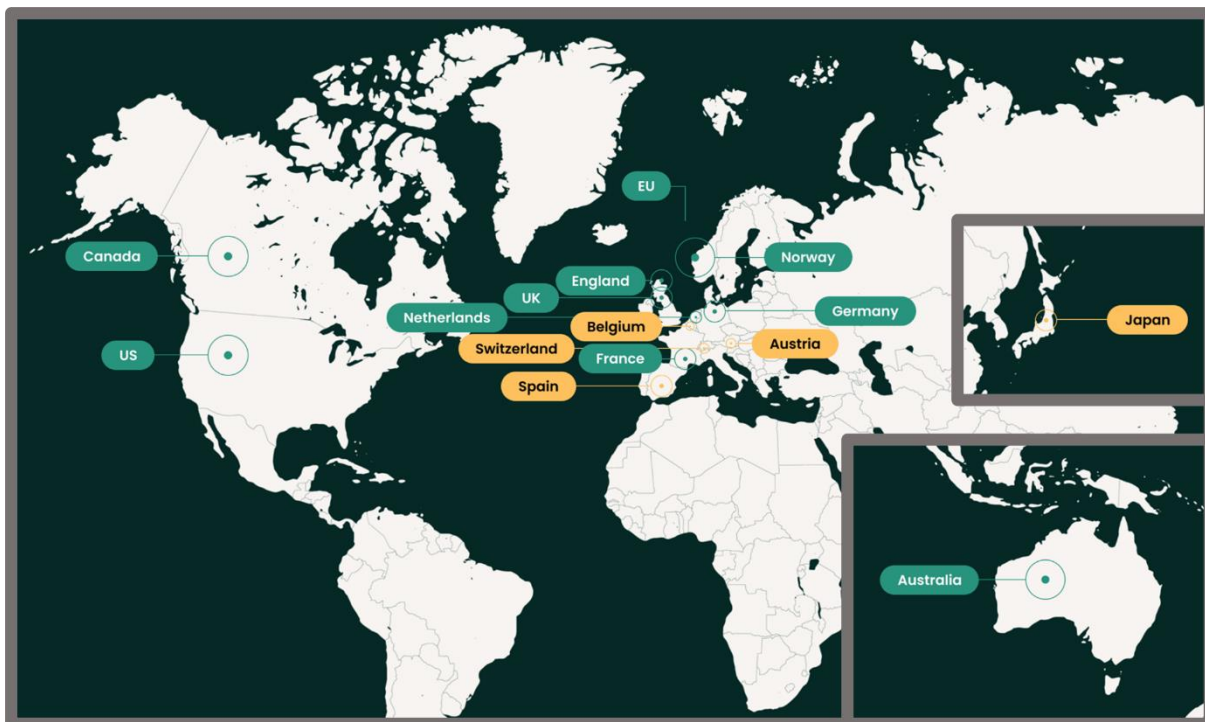 EU
Canada
Norway
England
UK
Netherlands
Germany
Japan
Belgium
Switzerland
Austria
US
France
Spain
Australia